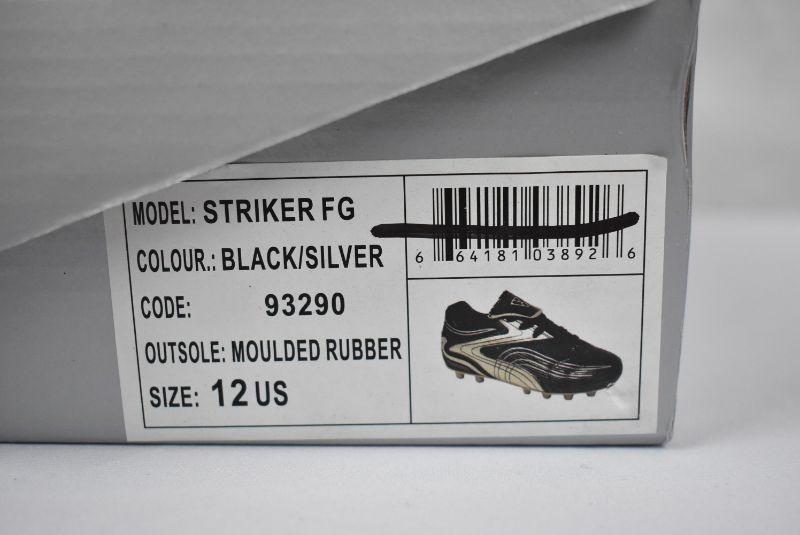 MODEL: STRIKER FG
COLOUR.: BLACK/SILVER
CODE: 93290
OUTSOLE: MOULDED RUBBER
SIZE: 12 US
6 64181 03892 6